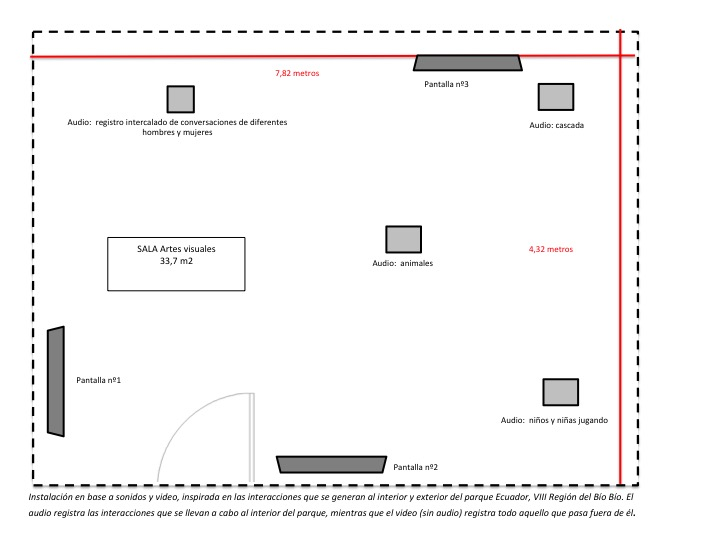 7,82 metros
Pantalla nº3
Audio:  registro intercalado de conversaciones de diferentes
hombres y mujeres
Audio: cascada
SALA Artes visuales
33,7 m2
4,32 metros
Audio:  animales
Pantalla nº1
Audio:  niños y niñas jugando
Pantalla nº2
Instalación en base a sonidos y video, inspirada en las interacciones que se generan al interior y exterior del parque Ecuador, VIII Región del Bío Bío. El
audio registra las interacciones que se llevan a cabo al interior del parque, mientras que el video (sin audio) registra todo aquello que pasa fuera de él.